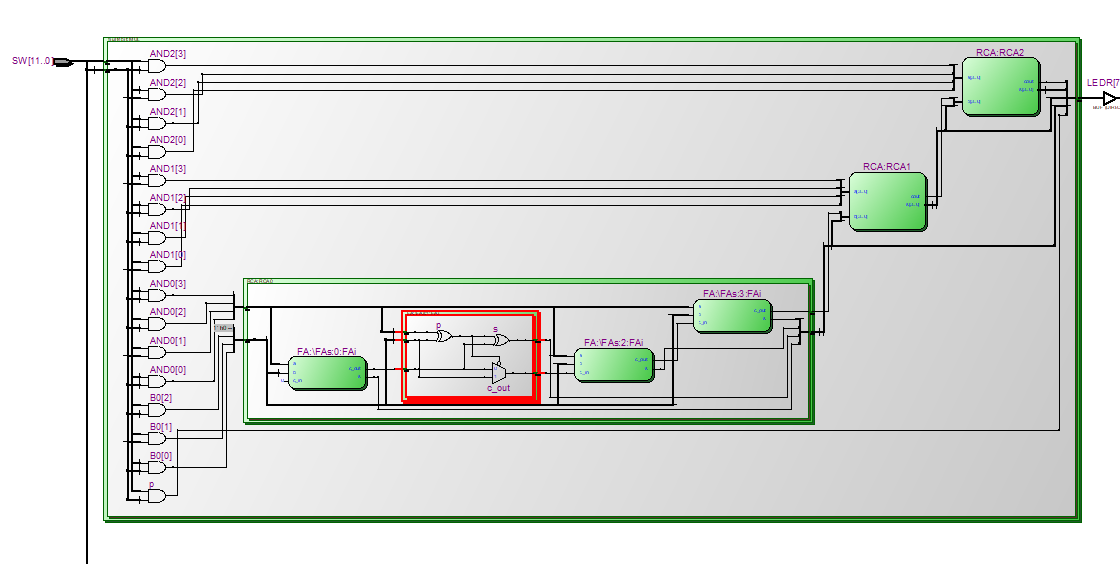 SW[11..0]
AND2[3]
AND2[2]
AND2[1]
AND2[0]
AND1[3]
AND1[2]
AND1[1]
AND1[0]
AND0[3]
AND0[2]
AND0[1]
AND0[0]
B0[2]
B0[1]
B0[0]
p
RCA:RCA2
cout
LEDR[7
RCA:RCA1
cout
RCA:RCA0
FA:\FAs:0:FAi
c_in
c_out
s
p
s
c_out
FA:\FAs:2:FAi
c_in
c_out
s
FA:\FAs:3:FAi
c_in
c_out
s